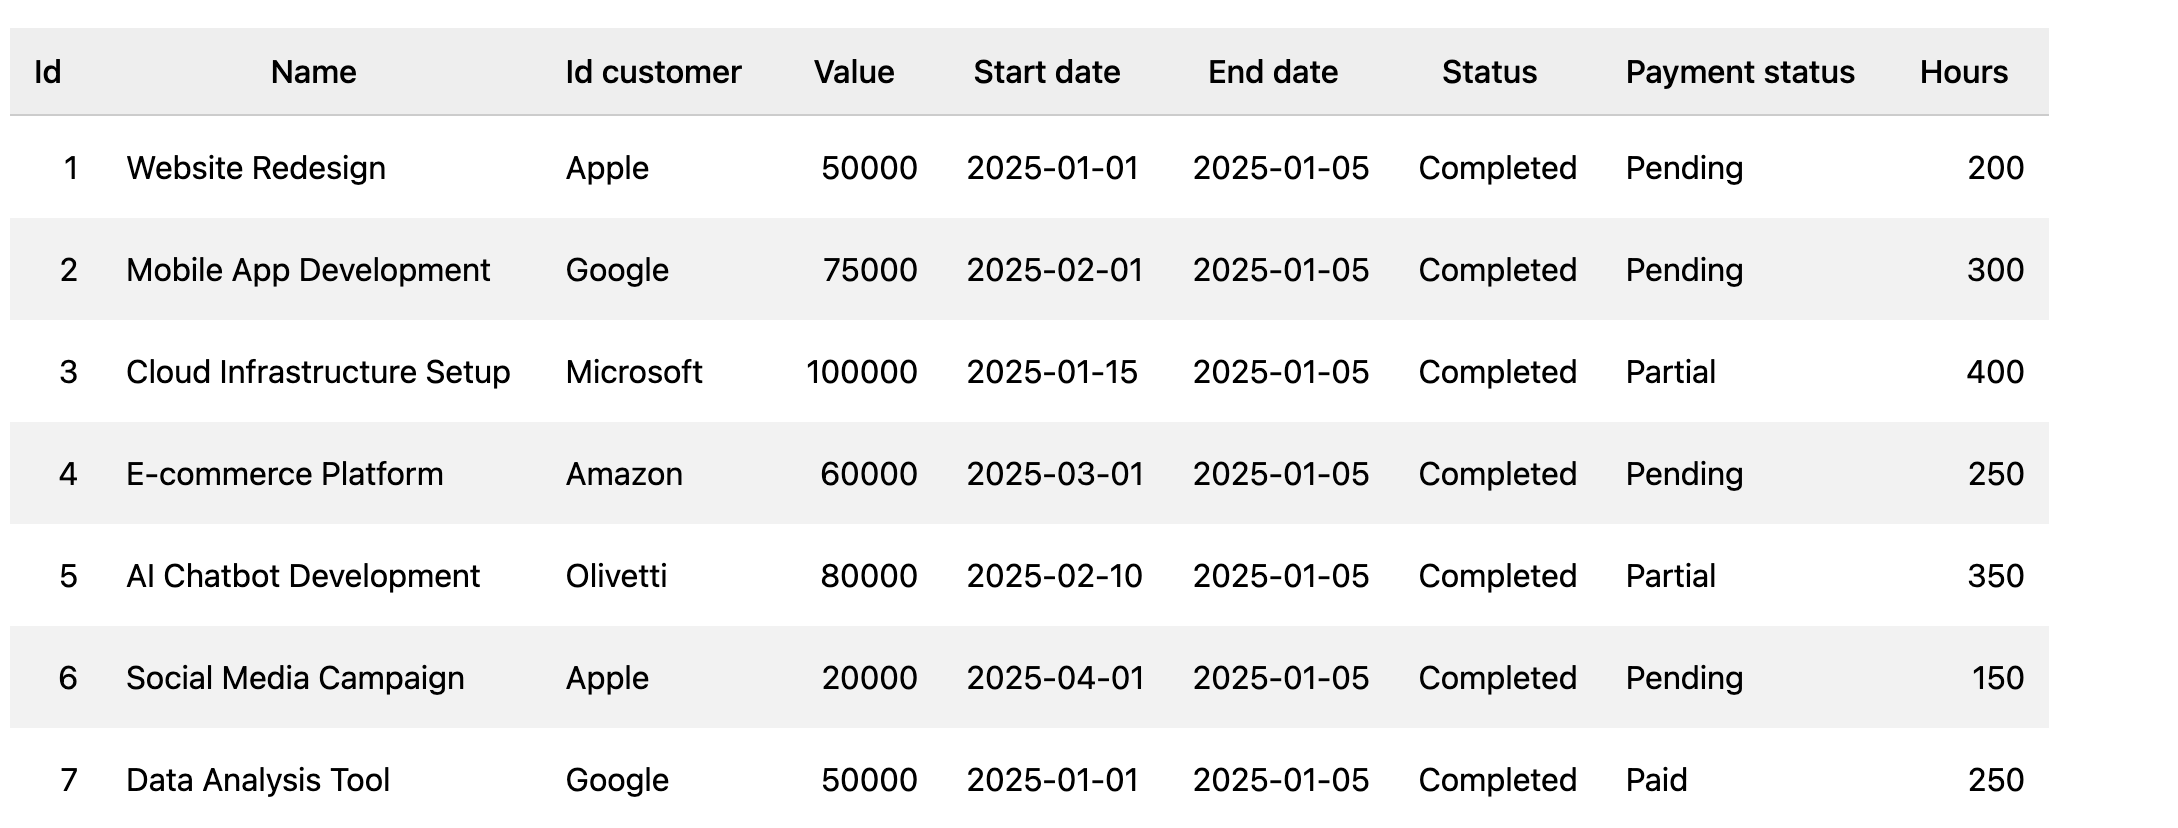 Id Name Id customer Value Start date End date Status Payment status Hours
1 Website Redesign Apple 50000 2025-01-01 2025-01-05 Completed Pending 200
2 Mobile App Development Google 75000 2025-02-01 2025-01-05 Completed Pending 300
3 Cloud Infrastructure Setup Microsoft 100000 2025-01-15 2025-01-05 Completed Partial 400
4 E-commerce Platform Amazon 60000 2025-03-01 2025-01-05 Completed Pending 250
5 AI Chatbot Development Olivetti 80000 2025-02-10 2025-01-05 Completed Partial 350
6 Social Media Campaign Apple 20000 2025-04-01 2025-01-05 Completed Pending 150
7 Data Analysis Tool Google 50000 2025-01-01 2025-01-05 Completed Paid 250